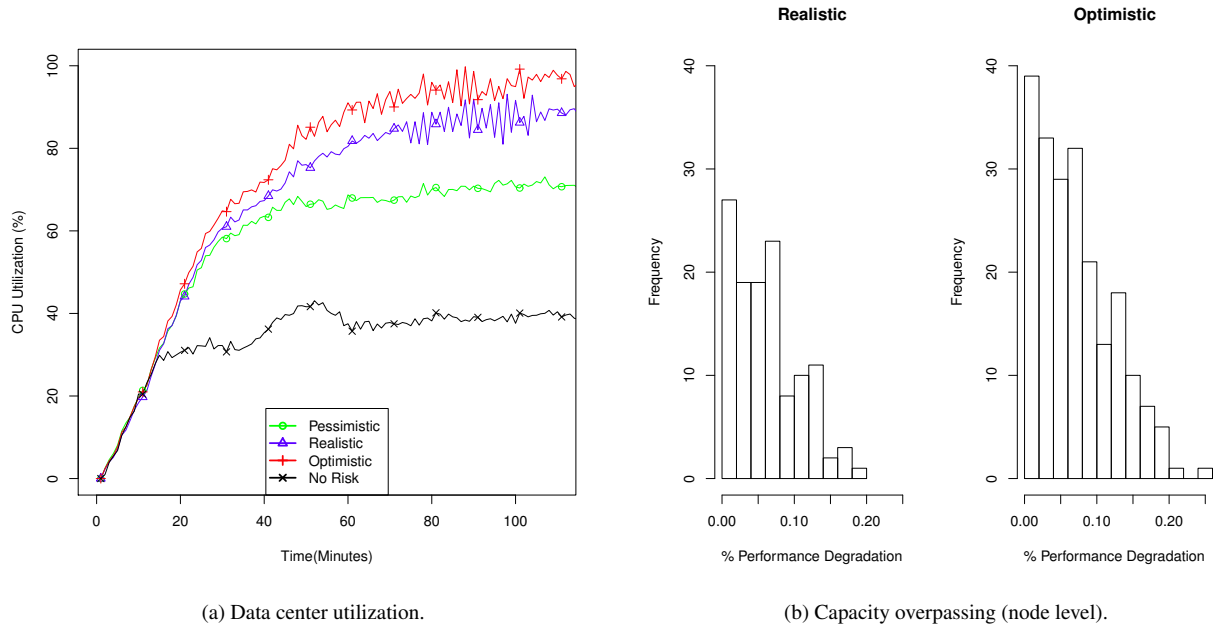 CPU Utilization (%)
100
80
60
40
20
0
Pessimistic
Realistic
Optimistic
No Risk
0 20 40 60 80 100
Time(Minutes)
(a) Data center utilization.
Realistic
Frequency
40
30
20
10
0
0.00 0.10 0.20
% Performance Degradation
Optimistic
Frequency
40
30
20
10
0
0.00 0.10 0.20
% Performance Degradation
(b) Capacity overpassing (node level).